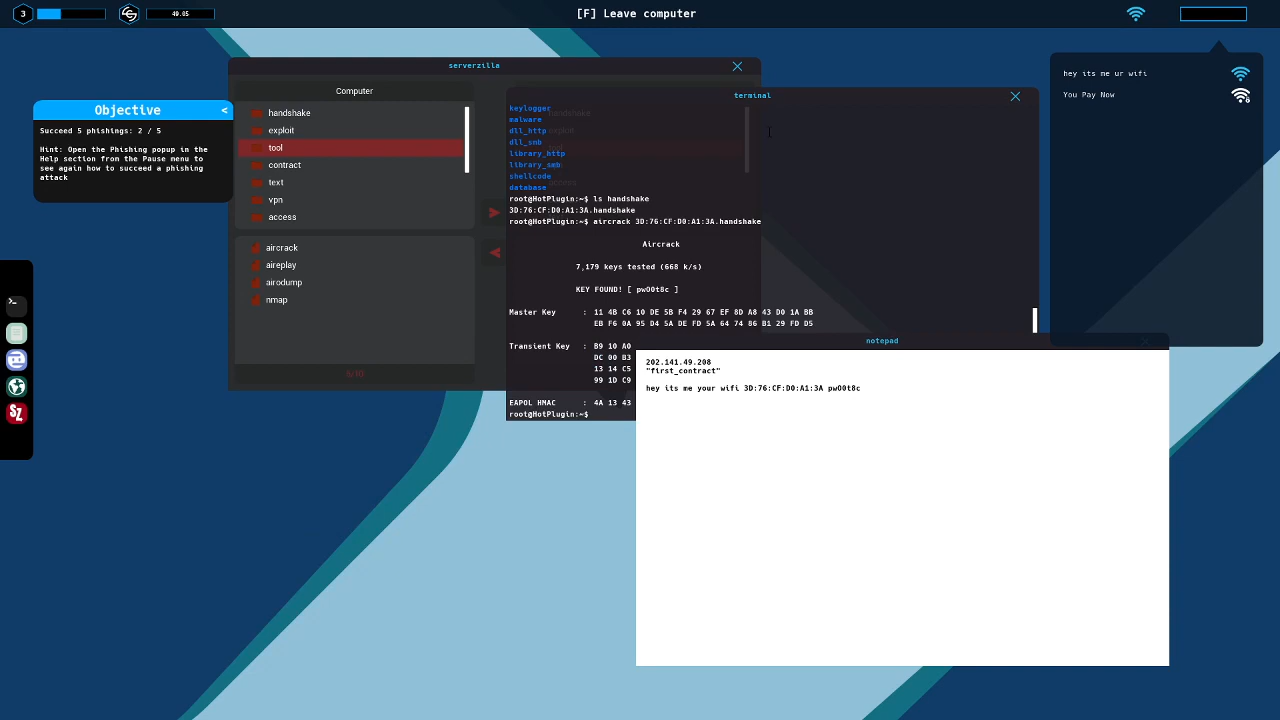 3
49.05
[F] Leave computer
serverzilla
Computer
handshake
exploit
tool
contract
text
vpn
access
aircrack
aireplay
airodump
nmap
Objective <
Succeed 5 phishings: 2 / 5
Hint: Open the Phishing popup in the
Help section from the Pause menu to
see again how to succeed a phishing
attack
terminal
keylogger
malware
dll_http
dll_smb
library_http
library_smb
shellcode
database
root@HotPlugin:~$ ls handshake
3D:76:CF:D0:A1:3A.handshake
root@HotPlugin:~$ aircrack 3D:76:CF:D0:A1:3A.handshake
Aircrack
7,179 keys tested (668 k/s)
KEY FOUND! [ pw00t8c ]
Master Key : 11 4B C6 10 DE 5B F4 29 67 EF 8D A8 43 D0 1A BB
EB F6 0A 95 D4 5A DE FD 5A 64 74 86 B1 29 FD D5
Transient Key : B9 10 A0
DC 00 B3
13 14 C5
99 1D C9
EAPOL HMAC : 4A 13 43
root@HotPlugin:~$
notepad
202.141.49.208
"first_contract"
hey its me your wifi 3D:76:CF:D0:A1:3A pw00t8c
hey its me ur wifi
You Pay Now
>_
SZ